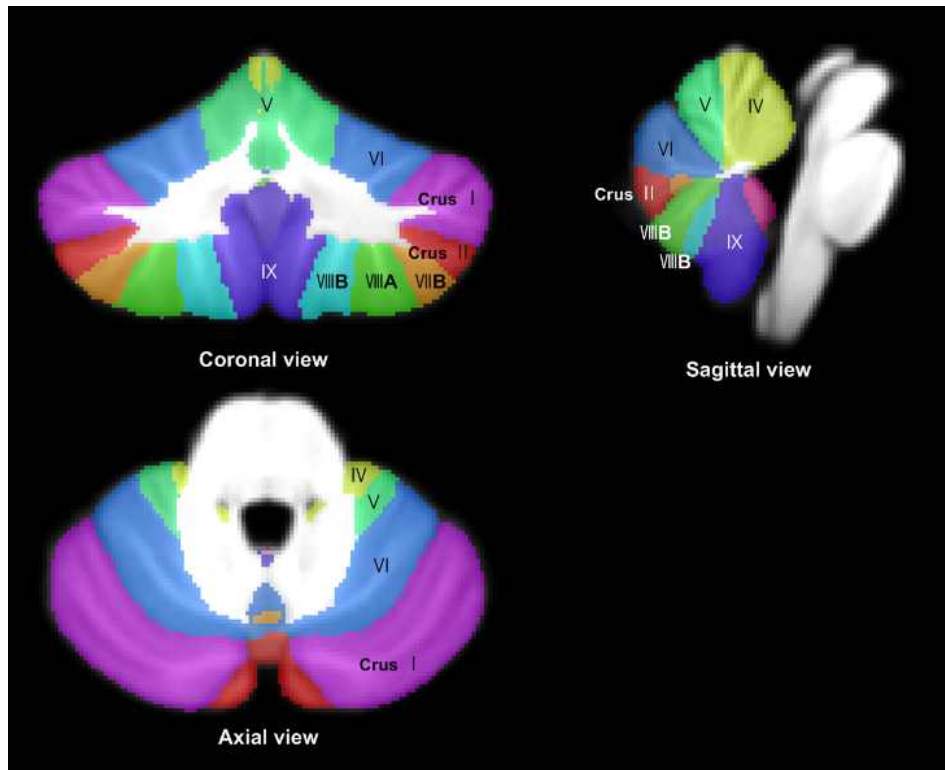 V
VI
Crus I
Crus II
IX
VIIIB
VIIIA
VIIB
Coronal view
V
IV
VI
Crus II
VIIIB
IX
VIIIB
Sagittal view
IV
V
VI
Crus I
Axial view